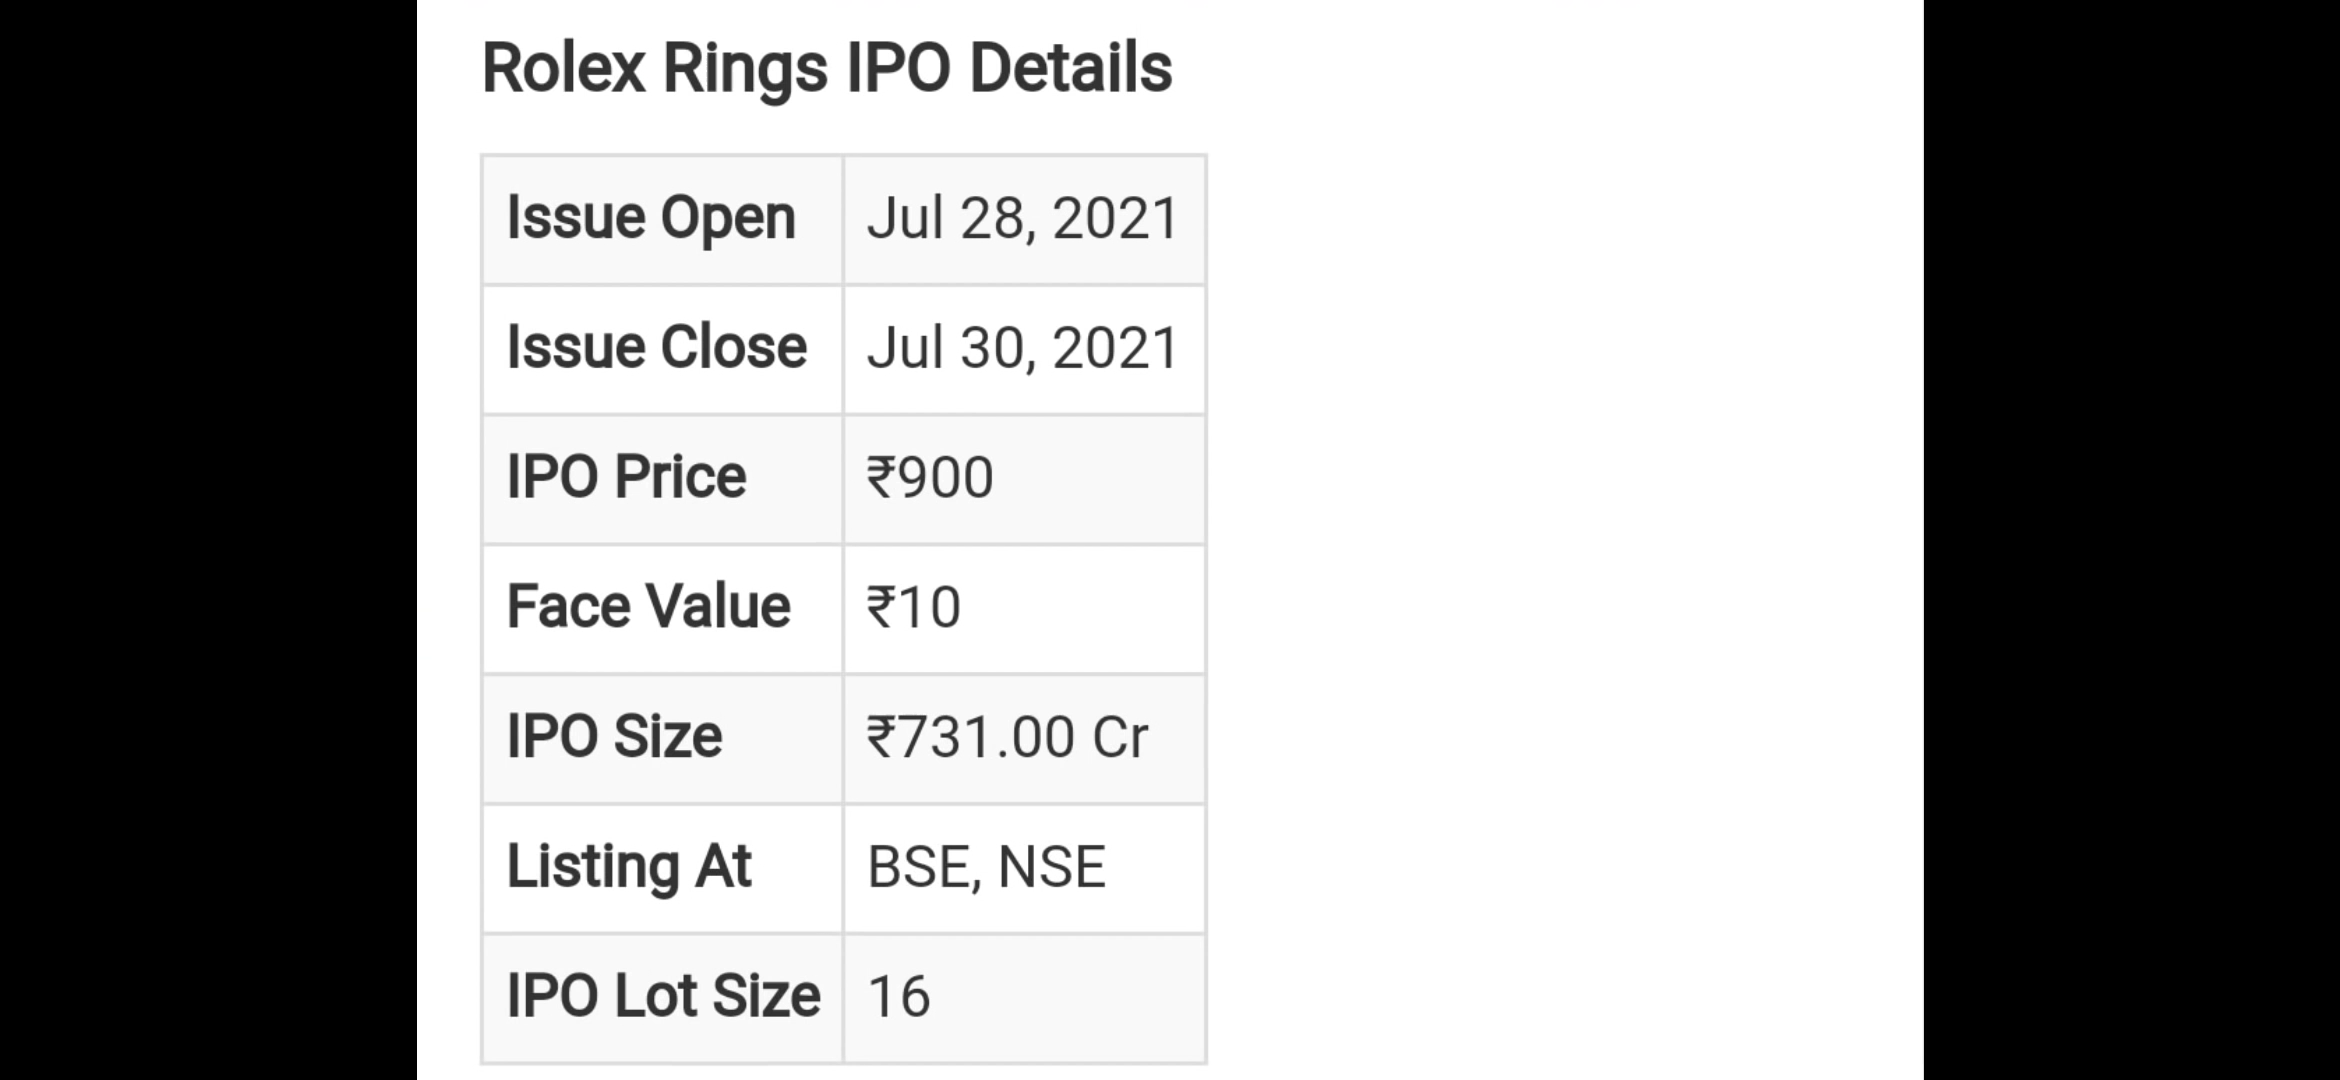 Rolex Rings IPO Details
Issue Open Jul 28, 2021
Issue Close Jul 30, 2021
IPO Price ₹900
Face Value ₹10
IPO Size ₹731.00 Cr
Listing At BSE, NSE
IPO Lot Size 16